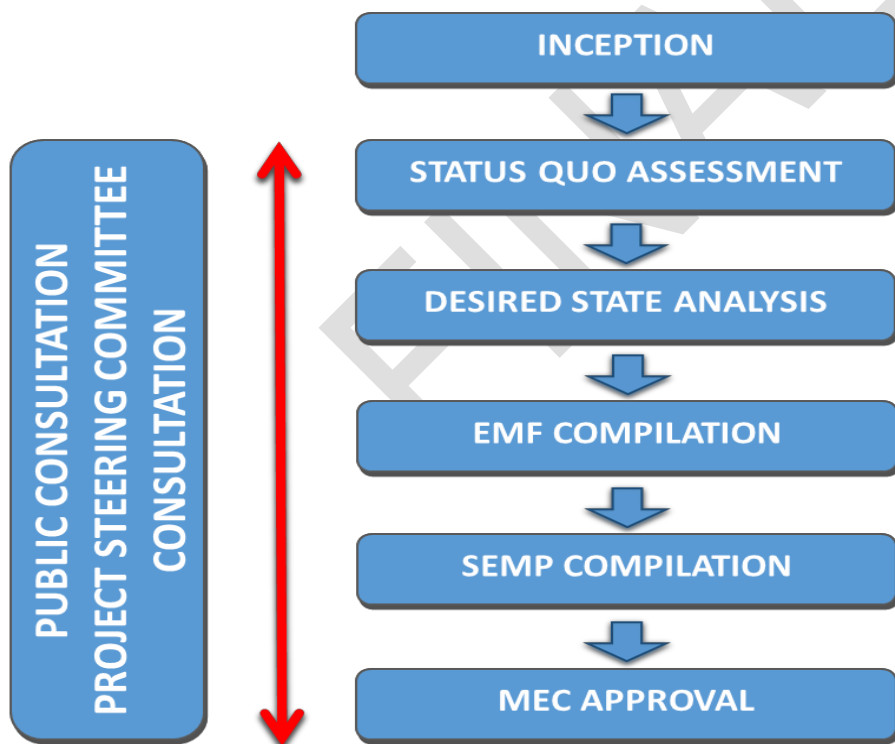 INCEPTION
STATUS QUO ASSESSMENT
DESIRED STATE ANALYSIS
EMF COMPILATION
SEMP COMPILATION
MEC APPROVAL
PUBLIC CONSULTATION
PROJECT STEERING COMMITTEE
CONSULTATION